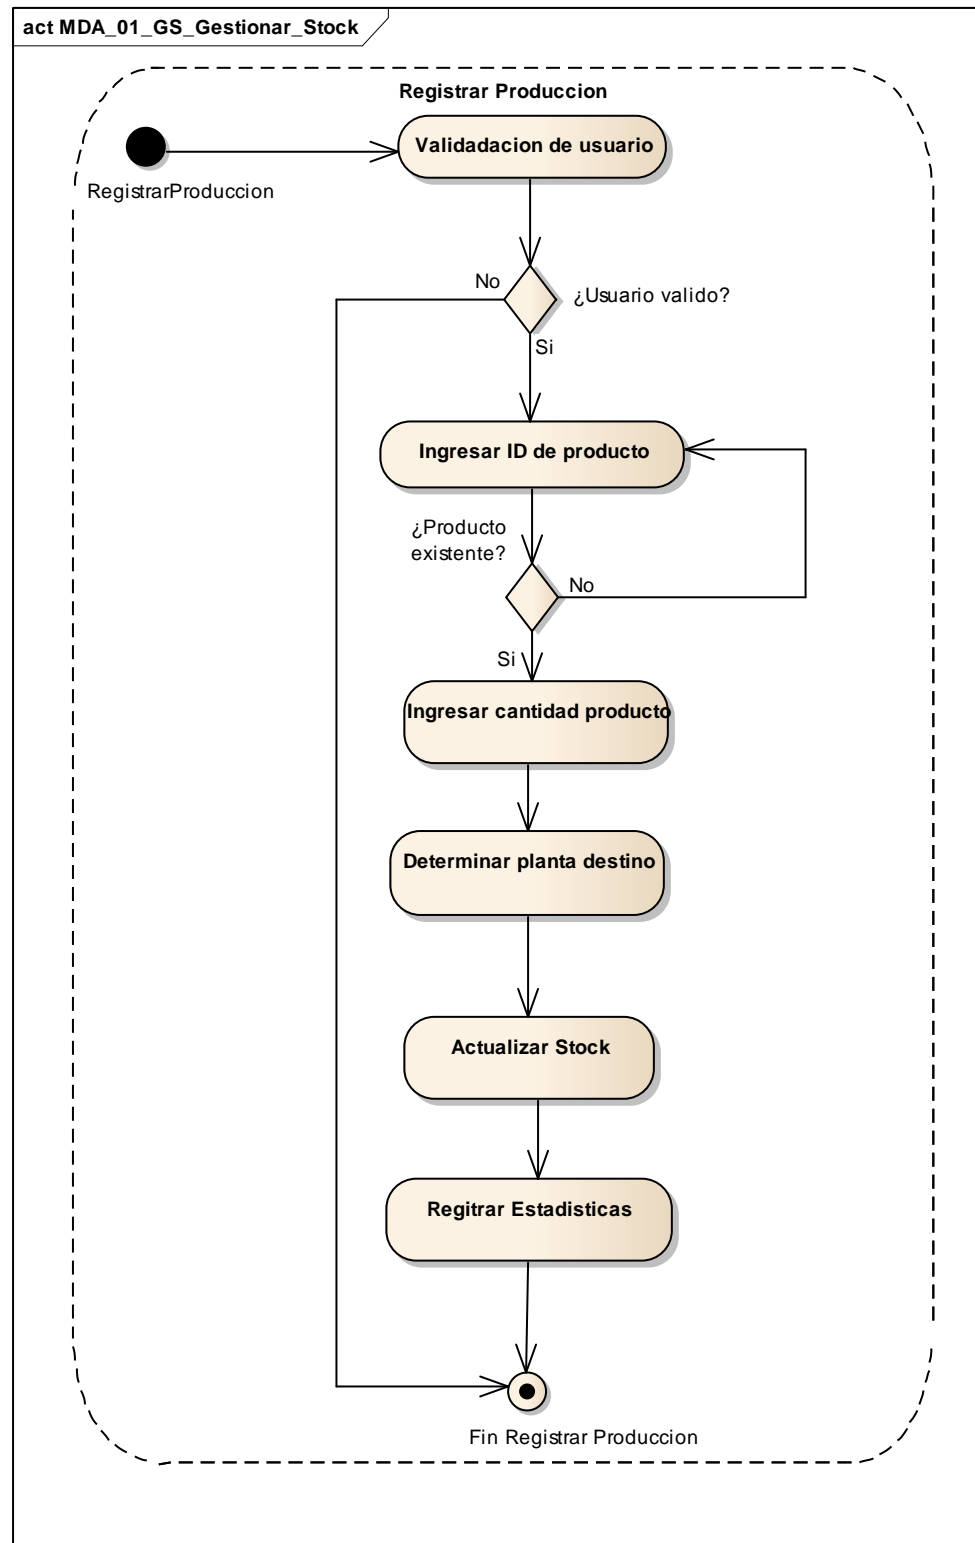 act MDA_01_GS_Gestionar_Stock
Registrar Produccion
Validadacion de usuario
RegistrarProduccion
No
¿Usuario valido?
Si
Ingresar ID de producto
¿Producto
existente?
No
Si
Ingresar cantidad producto
Determinar planta destino
Actualizar Stock
Regitrar Estadisticas
Fin Registrar Produccion